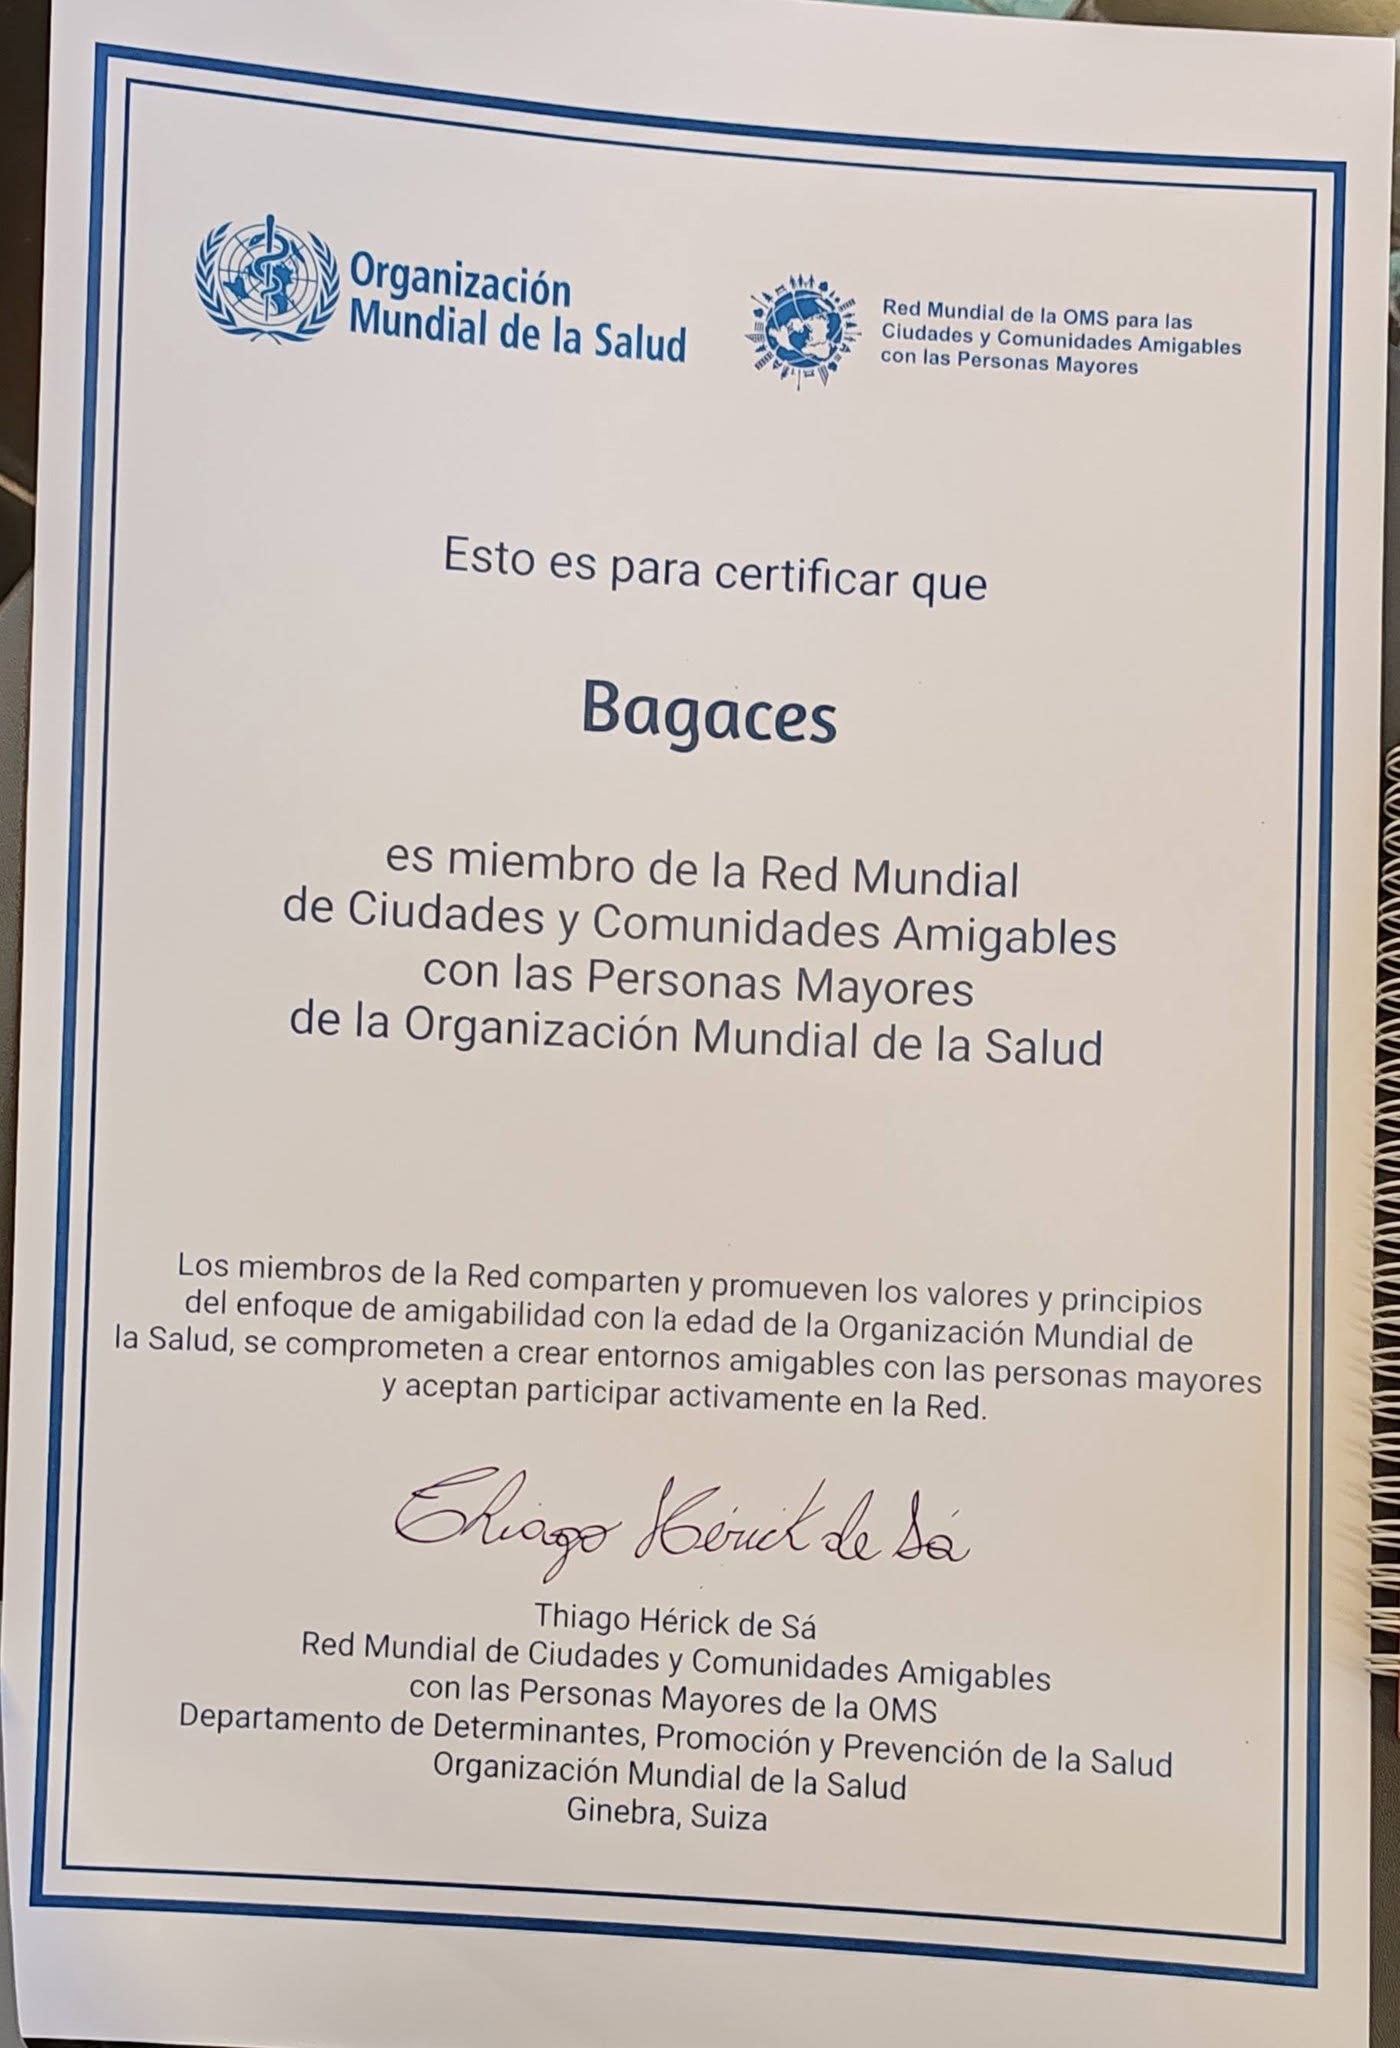 Organización
Mundial de la Salud
Red Mundial de la OMS para las
Ciudades y Comunidades Amigables
con las Personas Mayores
Esto es para certificar que
Bagaces
es miembro de la Red Mundial
de Ciudades y Comunidades Amigables
con las Personas Mayores
de la Organización Mundial de la Salud
Los miembros de la Red comparten y promueven los valores y principios
del enfoque de amigabilidad con la edad de la Organización Mundial de
la Salud, se comprometen a crear entornos amigables con las personas mayores
y aceptan participar activamente en la Red.
Thiago Hérick de Sá
Thiago Hérick de Sá
Red Mundial de Ciudades y Comunidades Amigables
con las Personas Mayores de la OMS
Departamento de Determinantes, Promoción y Prevención de la Salud
Organización Mundial de la Salud
Ginebra, Suiza